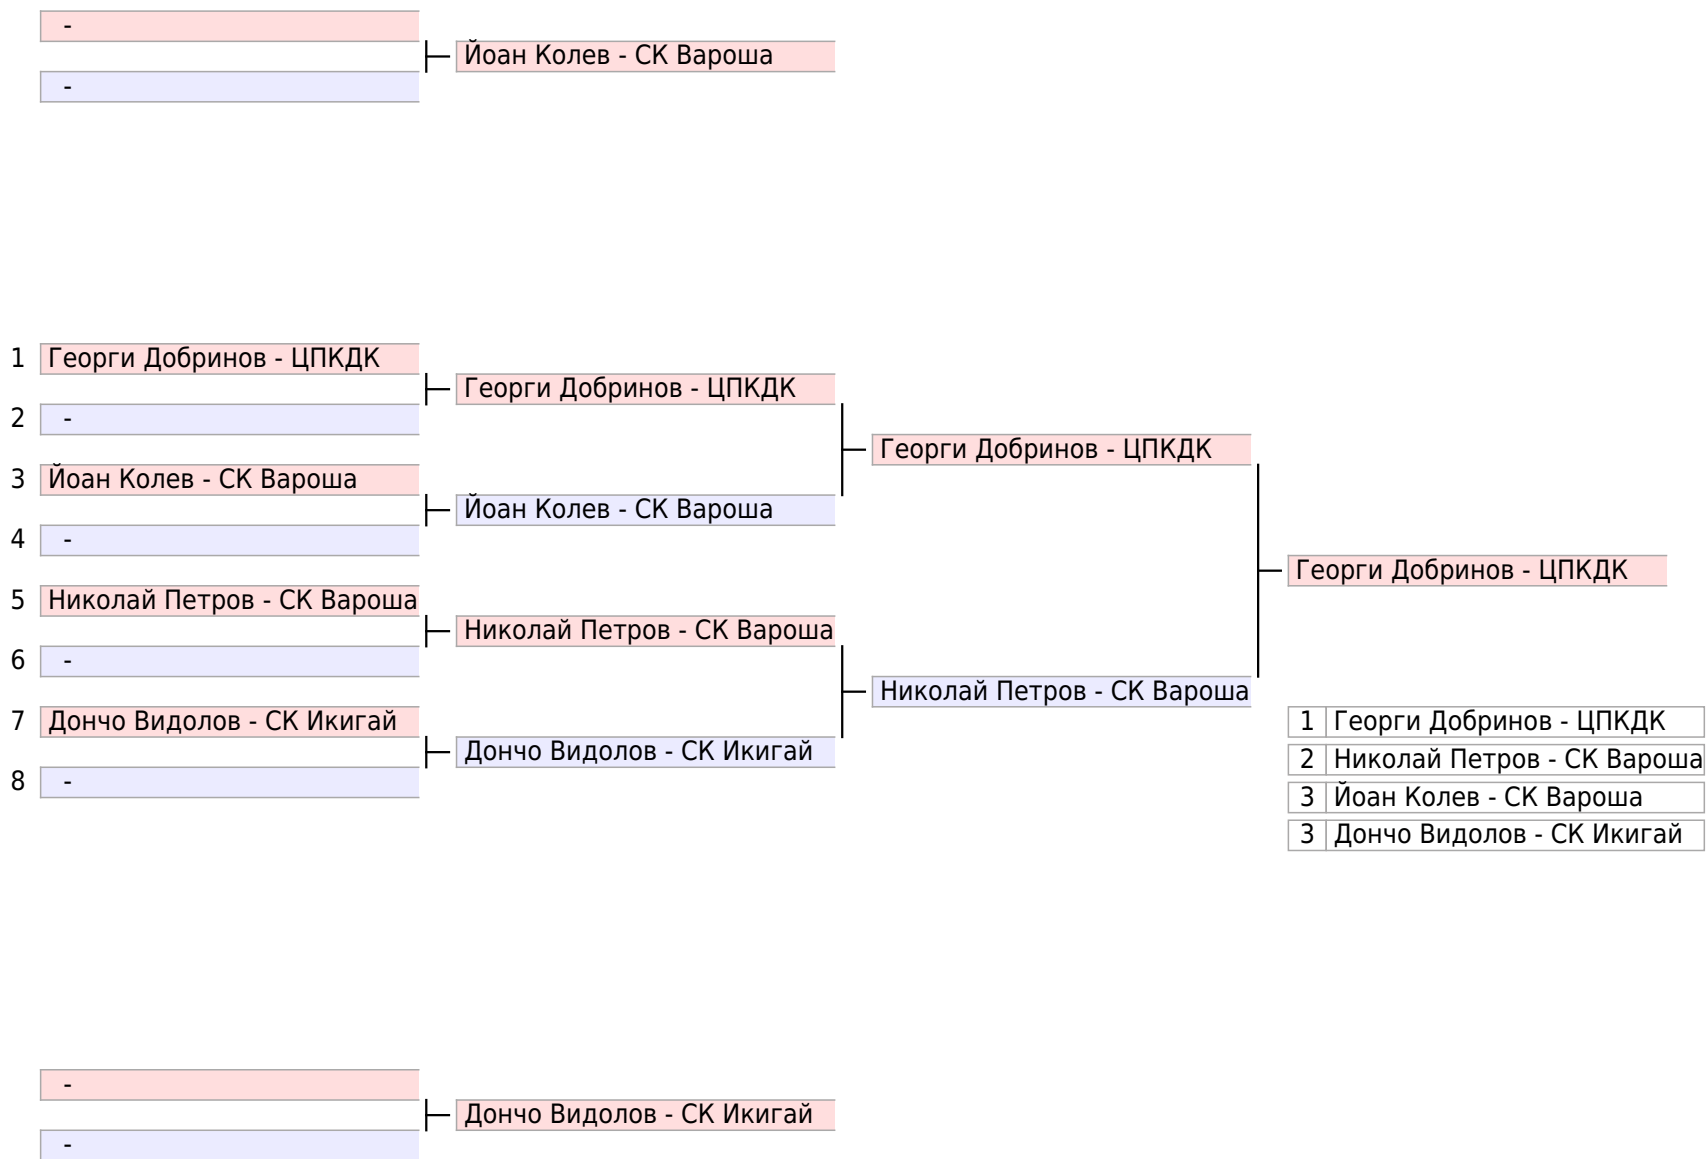 -
Йоан Колев - СК Вароша
-
1 Георги Добринов - ЦПКДК
Георги Добринов - ЦПКДК
2 -
Георги Добринов - ЦПКДК
3 Йоан Колев - СК Вароша
Йоан Колев - СК Вароша
4 -
Георги Добринов - ЦПКДК
5 Николай Петров - СК Вароша
Николай Петров - СК Вароша
6 -
Николай Петров - СК Вароша
7 Дончо Видолов - СК Икигай
Дончо Видолов - СК Икигай
8 -
1 Георги Добринов - ЦПКДК
2 Николай Петров - СК Вароша
3 Йоан Колев - СК Вароша
3 Дончо Видолов - СК Икигай
-
Дончо Видолов - СК Икигай
-